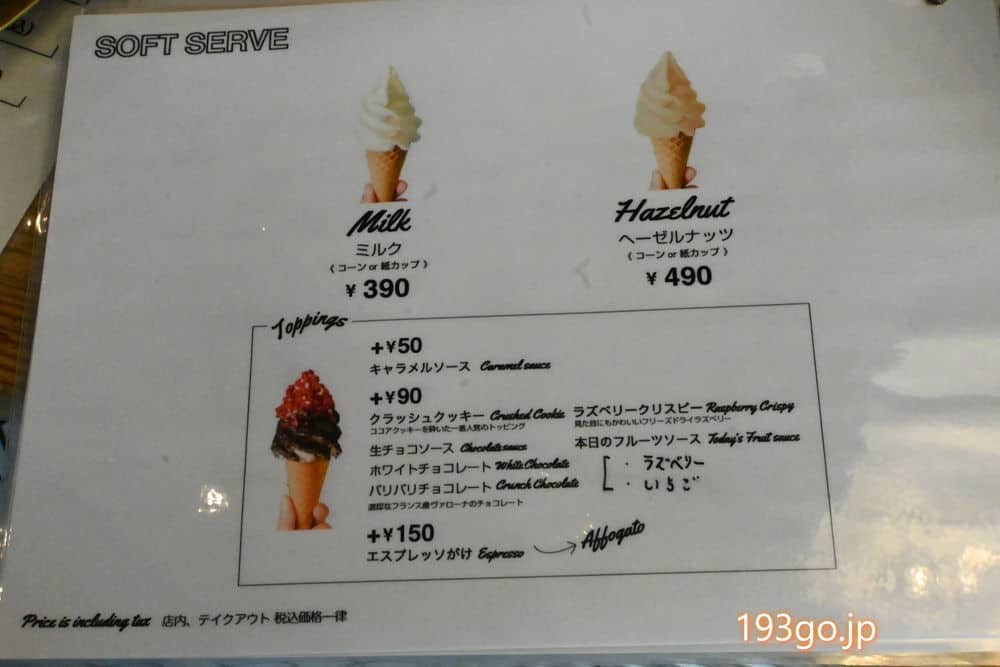 SOFT SERVE
Milk
ミルク
( コーン or 紙カップ )
¥ 390
Hazelnut
ヘーゼルナッツ
( コーン or 紙カップ )
¥ 490
Toppings
+¥50
キャラメルソース Caramel sauce
+¥90
クラッシュクッキー Crushed Cookie
ココアクッキーを砕いた一番人気のトッピング
生チョコソース Chocolate sauce
ホワイトチョコレート White Chocolate
パリパリチョコレート Crunch Chocolate
濃厚なフランス産ヴァローナのチョコレート
ラズベリークリスピー Raspberry Crispy
見た目にもかわいいフリーズドライラズベリー
本日のフルーツソース Today's Fruit sauce
・ラズベリー
・いちご
+¥150
エスプレッソがけ Espresso
Affogato
Price is including tax 店内、テイクアウト 税込価格一律
193go.jp